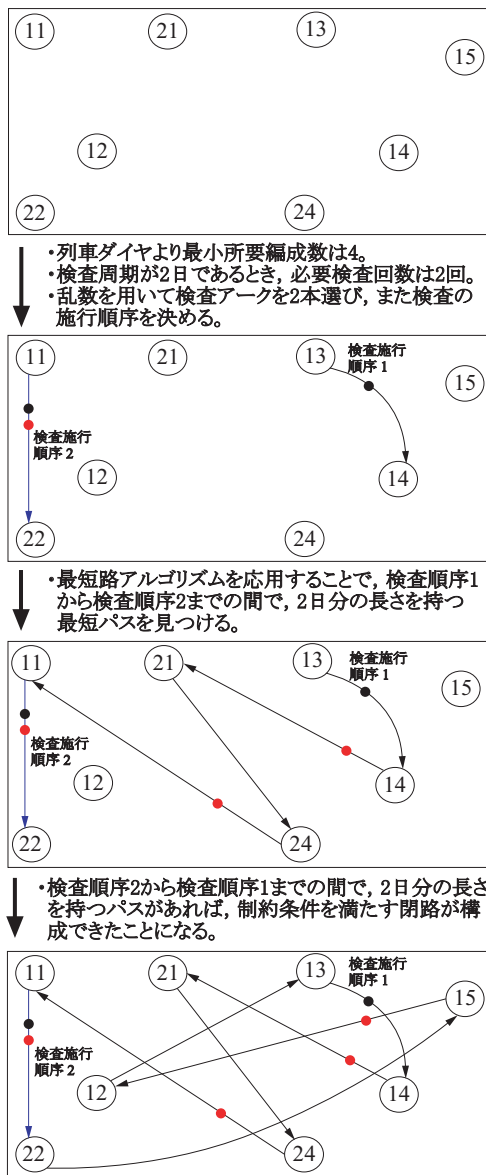 11 21 13 15
12 14
22 24
・列車ダイヤより最小所要編成数は4。
・検査周期が2日であるとき, 必要検査回数は2回。
・乱数を用いて検査アークを2本選び, また検査の
施行順序を決める。
11 21 13 15
検査施行
順序 1
検査施行
順序 2
12 14
22 24
・最短路アルゴリズムを応用することで, 検査順序1
から検査順序2までの間で, 2日分の長さを持つ
最短パスを見つける。
11 21 13 15
検査施行
順序 1
検査施行
順序 2
12 14
22 24
・検査順序2から検査順序1までの間で, 2日分の長さ
を持つパスがあれば, 制約条件を満たす閉路が構
成できたことになる。
11 21 13 15
検査施行
順序 1
検査施行
順序 2
12 14
22 24